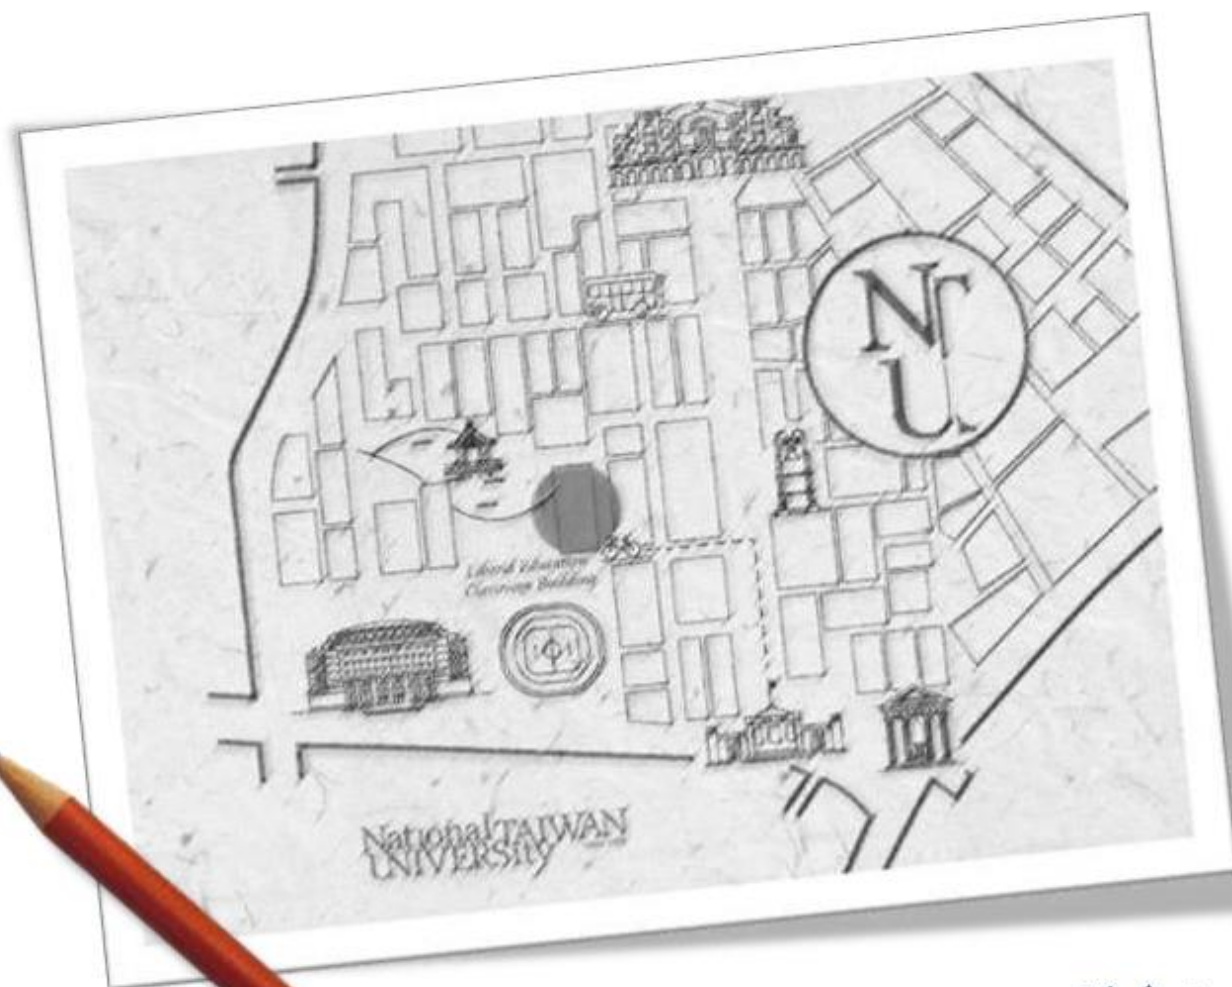 NTU
Liberal Education
Classroom Building
National TAIWAN
UNIVERSITY